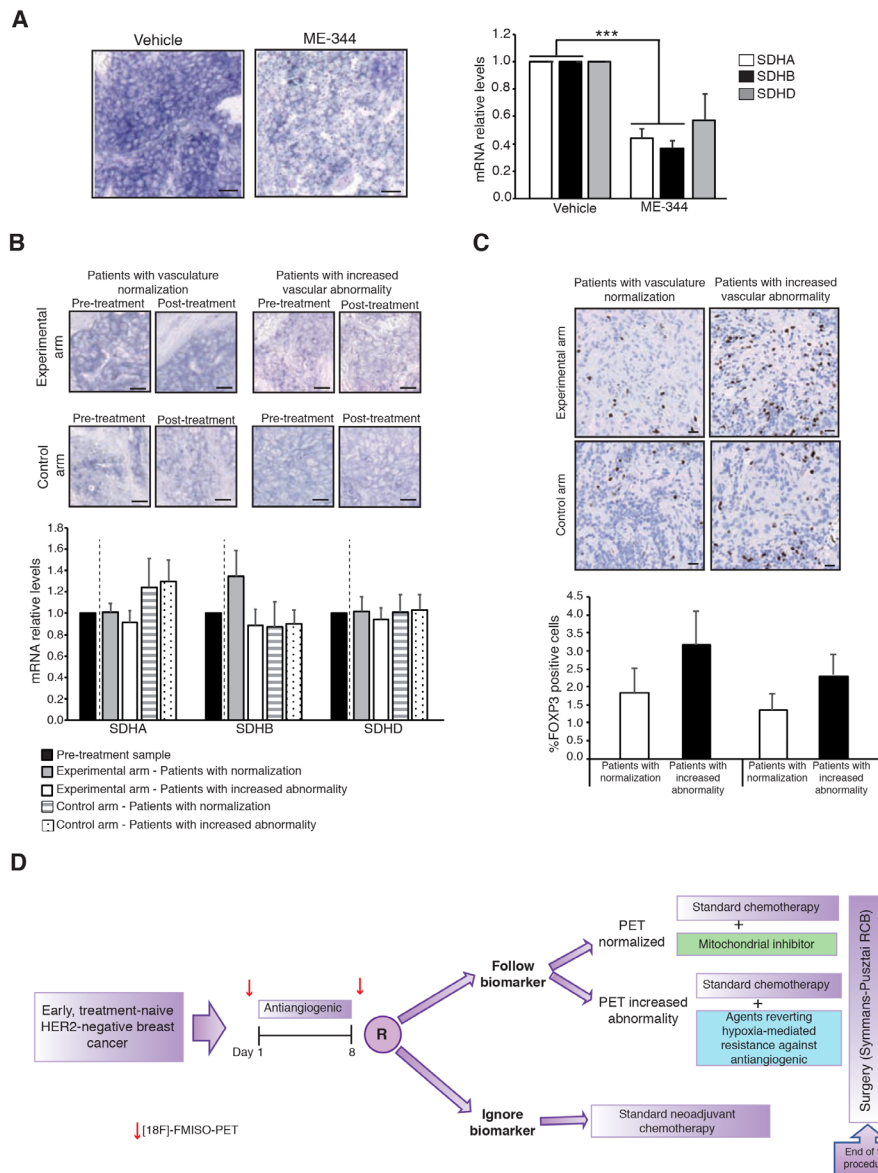 A
Vehicle
ME-344
mRNA relative levels
1.2
1.0
0.8
0.6
0.4
0.2
0.0
***
SDHA
SDHB
SDHD
Vehicle
ME-344
B
Patients with vasculature
normalization
Patients with increased
vascular abnormality
Pre-treatment
Post-treatment
Pre-treatment
Post-treatment
Experimental
arm
Pre-treatment
Post-treatment
Pre-treatment
Post-treatment
Control
arm
mRNA relative levels
1.8
1.6
1.4
1.2
1.0
0.8
0.6
0.4
0.2
0.0
SDHA
SDHB
SDHD
Pre-treatment sample
Experimental arm - Patients with normalization
Experimental arm - Patients with increased abnormality
Control arm - Patients with normalization
Control arm - Patients with increased abnormality
C
Patients with vasculature
normalization
Patients with increased
vascular abnormality
Experimental arm
Control arm
%FOXP3 positive cells
4.5
4.0
3.5
3.0
2.5
2.0
1.5
1.0
0.5
0.0
Patients with
normalization
Patients with
increased
abnormality
Patients with
normalization
Patients with
increased
abnormality
D
Early, treatment-naive
HER2-negative breast
cancer
Antiangiogenic
Day 1
8
R
[18F]-FMISO-PET
Follow
biomarker
Ignore
biomarker
PET
normalized
PET increased
abnormality
Standard chemotherapy
+
Mitochondrial inhibitor
Standard chemotherapy
+
Agents reverting
hypoxia-mediated
resistance against
antiangiogenic
Standard neoadjuvant
chemotherapy
Surgery (Symmans-Pusztai RCB)
End of